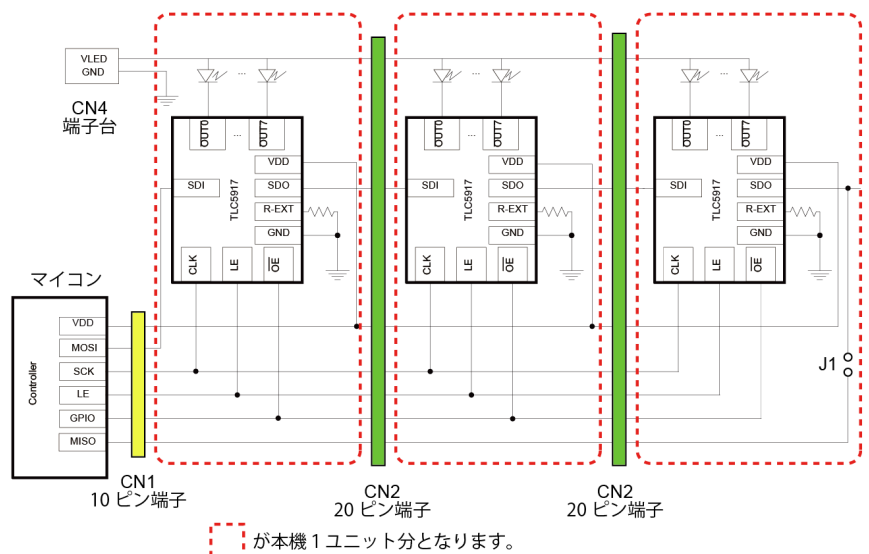 VLED
GND
CN4
端子台
OUT0
...
OUT7
VDD
SDI
SDO
TLC5917
R-EXT
GND
CLK
LE
OE
OUT0
...
OUT7
VDD
SDI
SDO
TLC5917
R-EXT
GND
CLK
LE
OE
OUT0
...
OUT7
VDD
SDI
SDO
TLC5917
R-EXT
GND
CLK
LE
OE
マイコン
Controller
VDD
MOSI
SCK
LE
GPIO
MISO
J1
CN1
10 ピン端子
CN2
20 ピン端子
CN2
20 ピン端子
が本機 1 ユニット分となります。